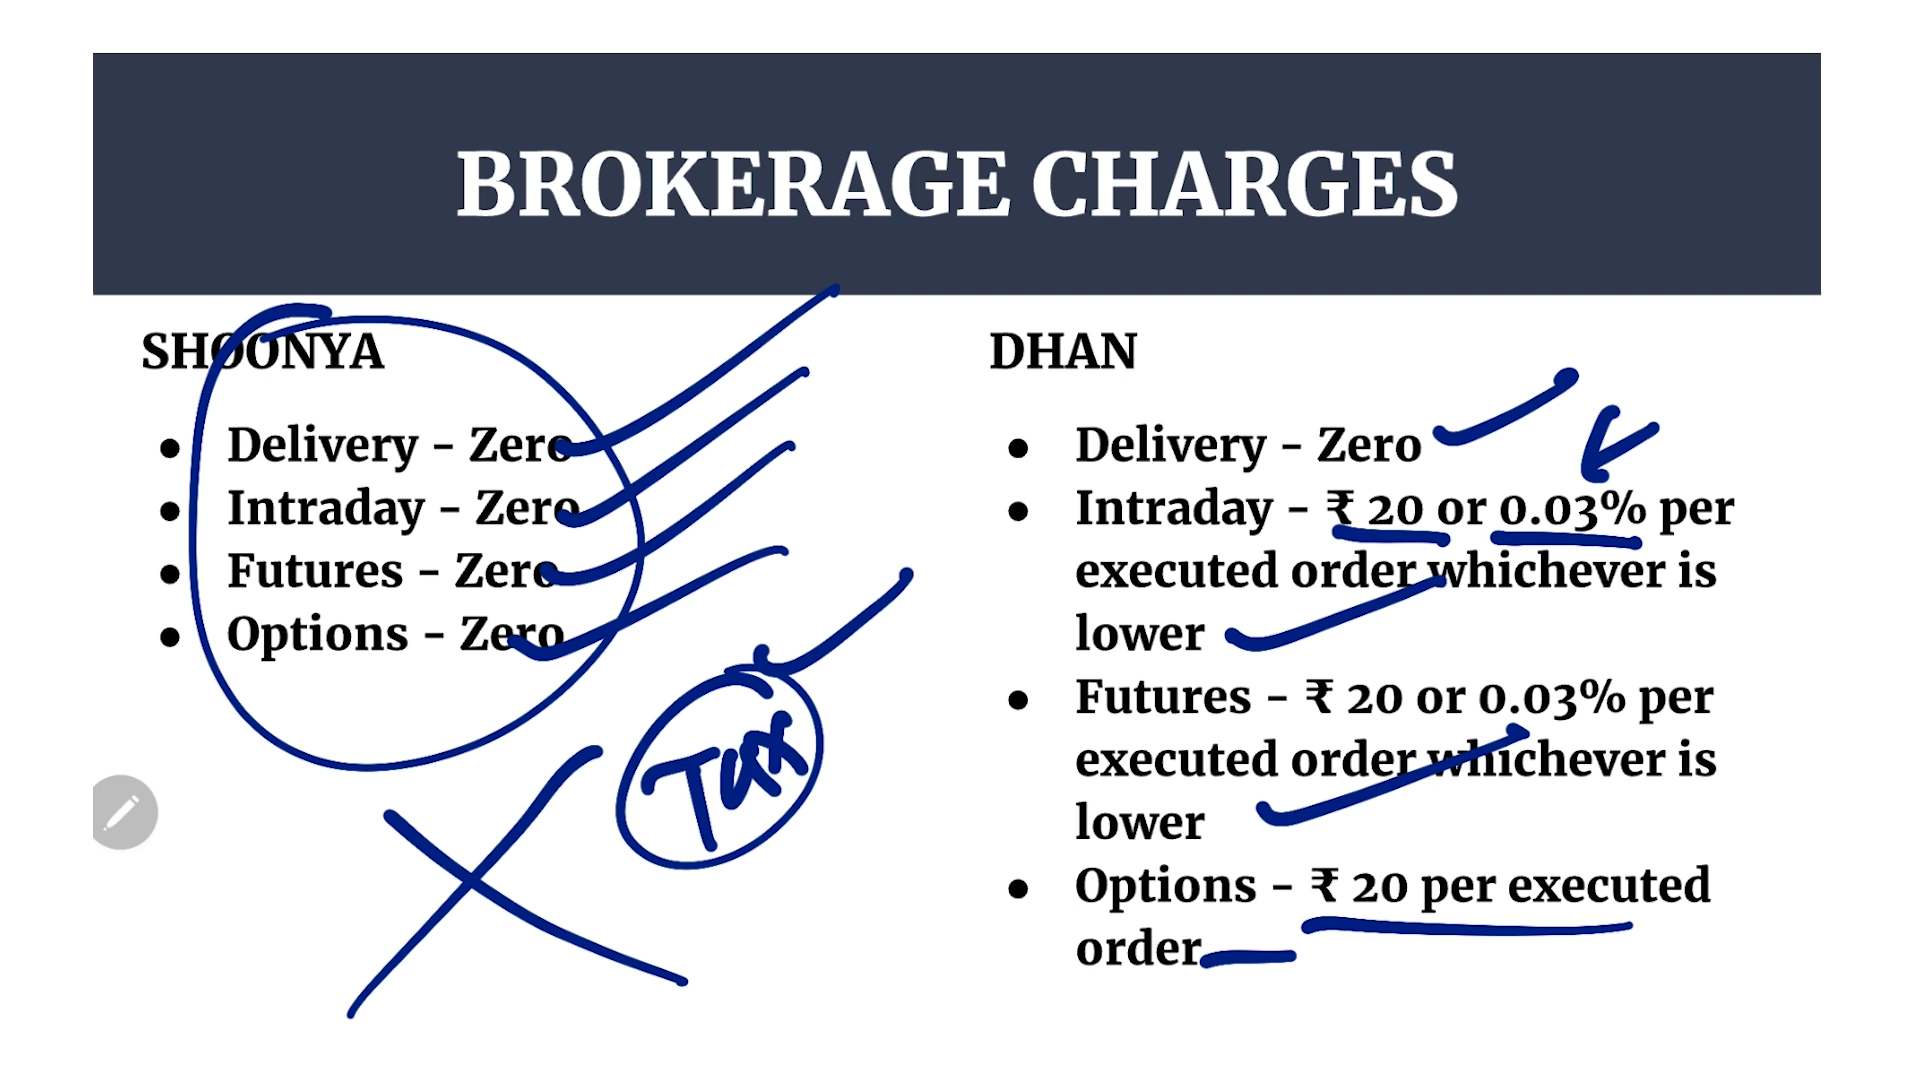 BROKERAGE CHARGES
SHOONYA
● Delivery - Zero
● Intraday - Zero
● Futures - Zero
● Options - Zero
Tax
DHAN
● Delivery - Zero
● Intraday - ₹ 20 or 0.03% per
executed order whichever is
lower
● Futures - ₹ 20 or 0.03% per
executed order whichever is
lower
● Options - ₹ 20 per executed
order